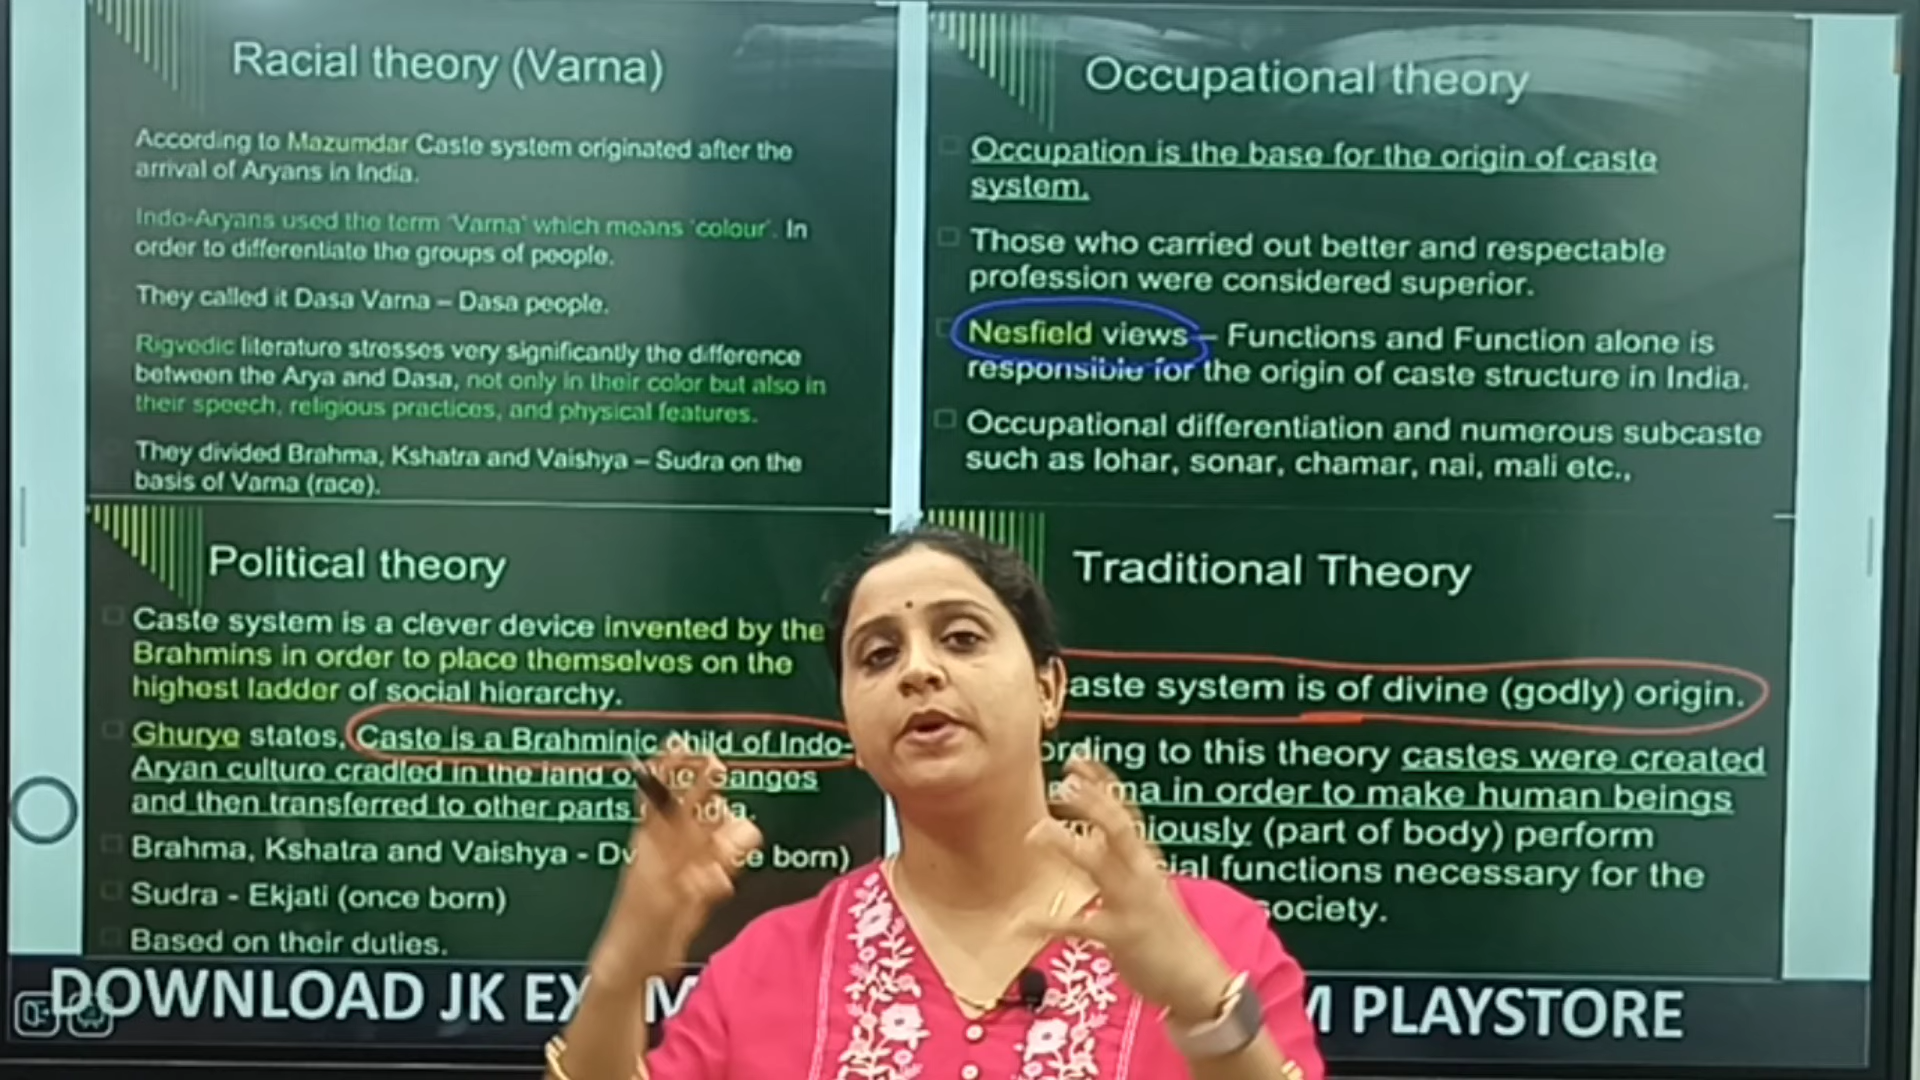 Racial theory (Varna)
According to Mazumdar Caste system originated after the
arrival of Aryans in India.
Indo-Aryans used the term 'Varna' which means 'colour'. In
order to differentiate the groups of people.
They called it Dasa Varna – Dasa people.
Rigvedic literature stresses very significantly the difference
between the Arya and Dasa, not only in their color but also in
their speech, religious practices, and physical features.
They divided Brahma, Kshatra and Vaishya – Sudra on the
basis of Varna (race).
Occupational theory
Occupation is the base for the origin of caste
system.
Those who carried out better and respectable
profession were considered superior.
Nesfield views – Functions and Function alone is
responsible for the origin of caste structure in India.
Occupational differentiation and numerous subcaste
such as lohar, sonar, chamar, nai, mali etc.,
Political theory
Caste system is a clever device invented by the
Brahmins in order to place themselves on the
highest ladder of social hierarchy.
Ghurye states, Caste is a Brahminic child of Indo-
Aryan culture cradled in the land of the Ganges
and then transferred to other parts India.
Brahma, Kshatra and Vaishya - born)
Sudra - Ekjati (once born)
Based on their duties.
Traditional Theory
caste system is of divine (godly) origin.
to this theory castes were created
in order to make human beings
(part of body) perform
functions necessary for the
society.
DOWNLOAD JK PLAYSTORE